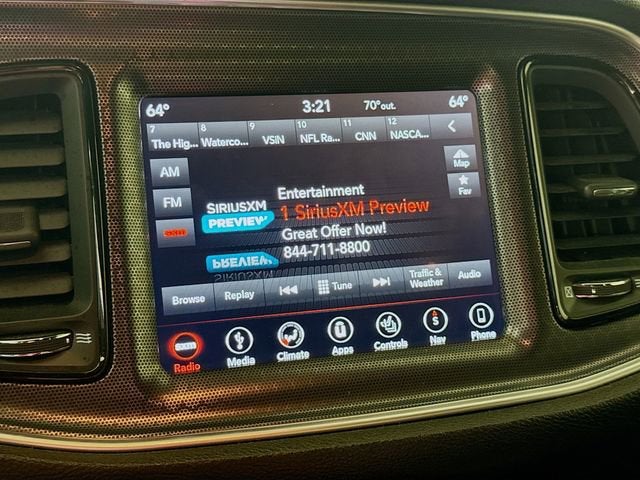 64° 3:21 70°out. 64°
7 8 9 10 11 12
The Hig... Waterco... VSIN NFL Ra... CNN NASCA...
AM
Map
FM
Fav
Entertainment
SIRIUSXM
PREVIEW
1 SiriusXM Preview
Great Offer Now!
844-711-8800
Browse Replay Tune Traffic &
Weather Audio
Radio Media Climate Apps Controls Nav Phone